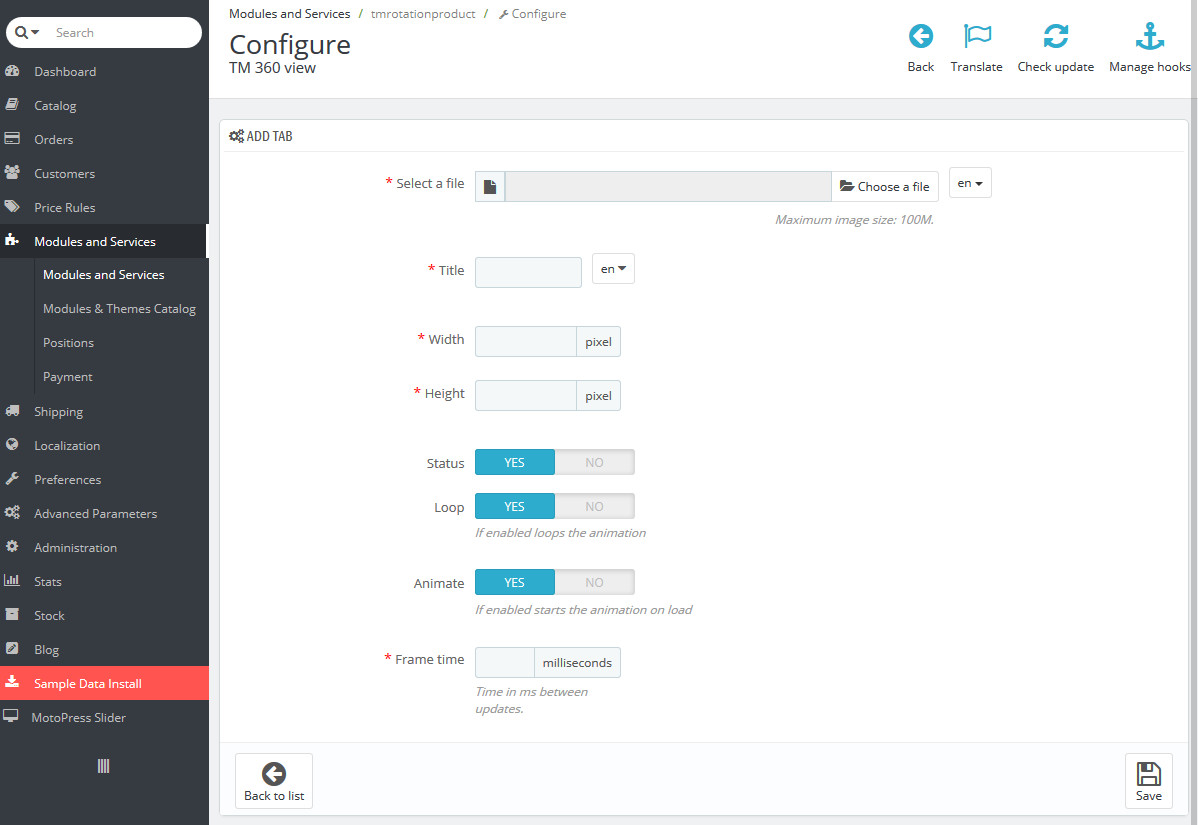 Search
Dashboard
Catalog
Orders
Customers
Price Rules
Modules and Services
Modules and Services
Modules & Themes Catalog
Positions
Payment
Shipping
Localization
Preferences
Advanced Parameters
Administration
Stats
Stock
Blog
Sample Data Install
MotoPress Slider
Modules and Services / tmrotationproduct / Configure
Configure
TM 360 view
Back
Translate
Check update
Manage hooks
ADD TAB
* Select a file
Choose a file
en
Maximum image size: 100M.
* Title
en
* Width
pixel
* Height
pixel
Status
YES
NO
Loop
YES
NO
If enabled loops the animation
Animate
YES
NO
If enabled starts the animation on load
* Frame time
milliseconds
Time in ms between
updates.
Back to list
Save